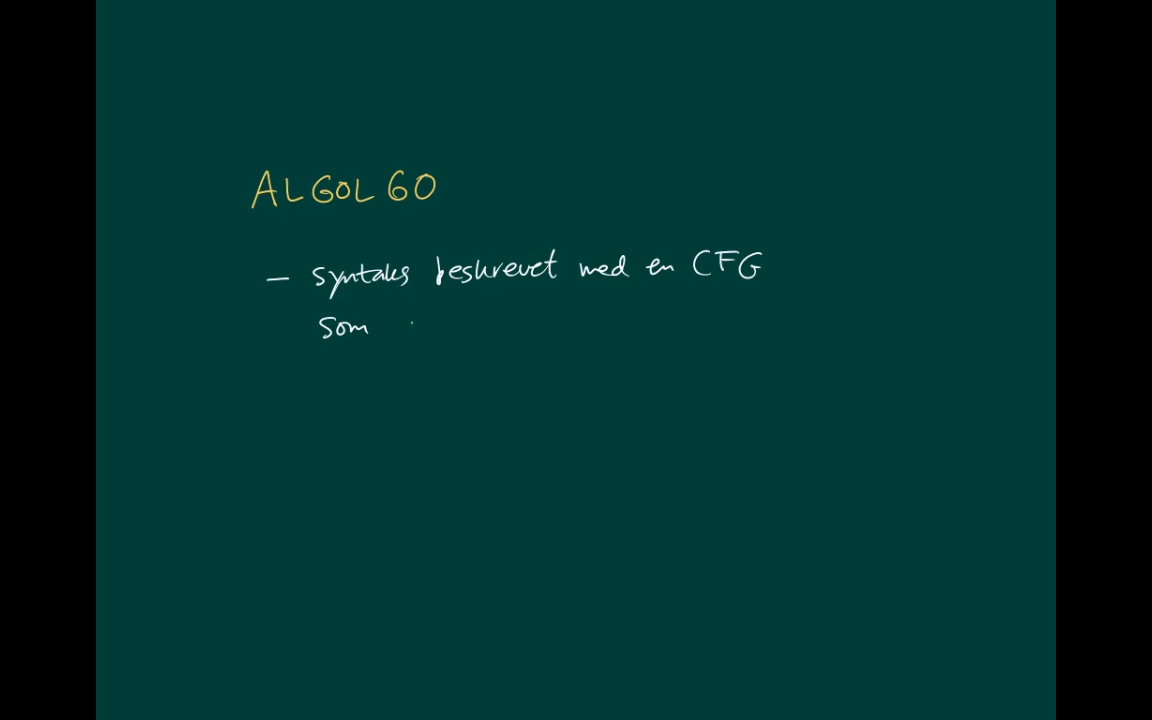 ALGOL 60
— syntaks beskrevet med en CFG
som